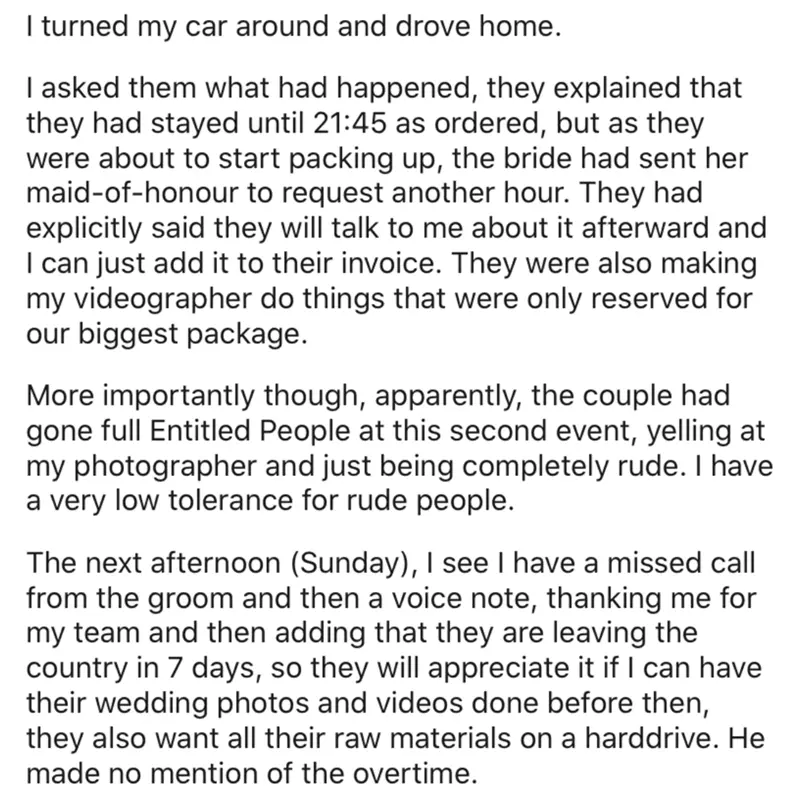 I turned my car around and drove home.
I asked them what had happened, they explained that
they had stayed until 21:45 as ordered, but as they
were about to start packing up, the bride had sent her
maid-of-honour to request another hour. They had
explicitly said they will talk to me about it afterward and
I can just add it to their invoice. They were also making
my videographer do things that were only reserved for
our biggest package.
More importantly though, apparently, the couple had
gone full Entitled People at this second event, yelling at
my photographer and just being completely rude. I have
a very low tolerance for rude people.
The next afternoon (Sunday), I see I have a missed call
from the groom and then a voice note, thanking me for
my team and then adding that they are leaving the
country in 7 days, so they will appreciate it if I can have
their wedding photos and videos done before then,
they also want all their raw materials on a harddrive. He
made no mention of the overtime.